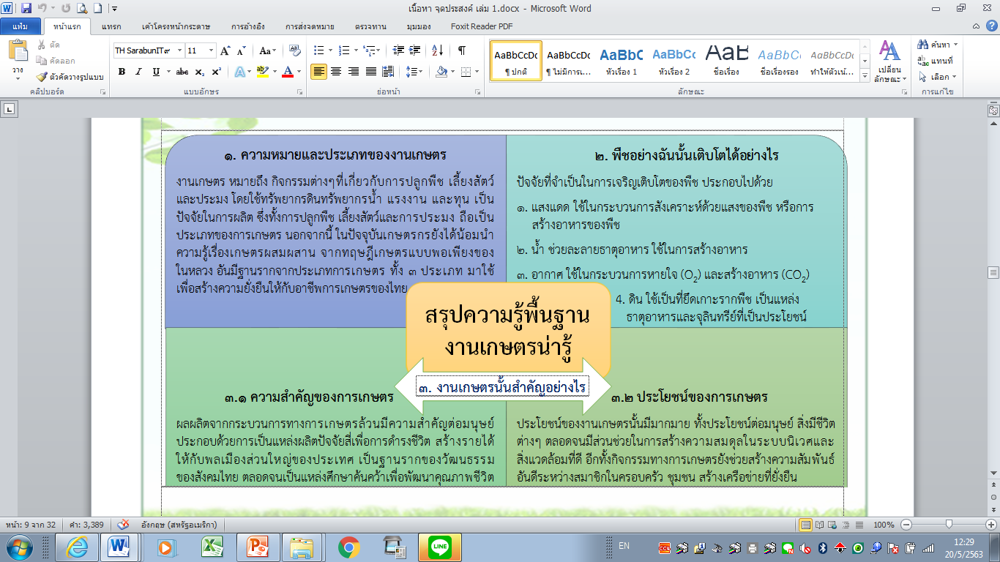 เนื้อหา จุดประสงค์ เล่ม 1.docx - Microsoft Word
แฟ้ม หน้าแรก แทรก เค้าโครงหน้ากระดาษ การอ้างอิง การส่งจดหมาย ตรวจทาน มุมมอง Foxit Reader PDF
วาง
ตัด
คัดลอก
ตัวคัดวางรูปแบบ
คลิปบอร์ด
TH SarabunIT๙ 11
แบบอักษร
ย่อหน้า
AaBbCcDc AaBbCcDc AaBbC AaBbCc AaB AaBbCc AaBbCcDc
¶ ปกติ ¶ ไม่มีการเ... หัวเรื่อง 1 หัวเรื่อง 2 ชื่อเรื่อง ชื่อเรื่องรอง ทำให้ตัวเน้...
เปลี่ยน
ลักษณะ
ลักษณะ
ค้นหา
แทนที่
เลือก
การแก้ไข
๑. ความหมายและประเภทของงานเกษตร
งานเกษตร หมายถึง กิจกรรมต่างๆที่เกี่ยวกับการปลูกพืช เลี้ยงสัตว์
และประมง โดยใช้ทรัพยากรดินทรัพยากรน้ำ แรงงาน และทุน เป็น
ปัจจัยในการผลิต ซึ่งทั้งการปลูกพืช เลี้ยงสัตว์และการประมง ถือเป็น
ประเภทของการเกษตร นอกจากนี้ ในปัจจุบันเกษตรกรยังได้น้อมนำ
ความรู้เรื่องเกษตรผสมผสาน จากทฤษฎีเกษตรแบบพอเพียงของ
ในหลวง อันมีฐานรากจากประเภทการเกษตร ทั้ง ๓ ประเภท มาใช้
เพื่อสร้างความยั่งยืนให้กับอาชีพการเกษตรของไทย
๒. พืชอย่างฉันนั้นเติบโตได้อย่างไร
ปัจจัยที่จำเป็นในการเจริญเติบโตของพืช ประกอบไปด้วย
๑. แสงแดด ใช้ในกระบวนการสังเคราะห์ด้วยแสงของพืช หรือการ
สร้างอาหารของพืช
๒. น้ำ ช่วยละลายธาตุอาหาร ใช้ในการสร้างอาหาร
๓. อากาศ ใช้ในกระบวนการหายใจ (O₂) และสร้างอาหาร (CO₂)
4. ดิน ใช้เป็นที่ยึดเกาะรากพืช เป็นแหล่ง
ธาตุอาหารและจุลินทรีย์ที่เป็นประโยชน์
สรุปความรู้พื้นฐาน
งานเกษตรน่ารู้
๓. งานเกษตรนั้นสำคัญอย่างไร
๓.๑ ความสำคัญของการเกษตร
ผลผลิตจากกระบวนการทางการเกษตรล้วนมีความสำคัญต่อมนุษย์
ประกอบด้วยการเป็นแหล่งผลิตปัจจัยสี่เพื่อการดำรงชีวิต สร้างรายได้
ให้กับพลเมืองส่วนใหญ่ของประเทศ เป็นฐานรากของวัฒนธรรม
ของสังคมไทย ตลอดจนเป็นแหล่งศึกษาค้นคว้าเพื่อพัฒนาคุณภาพชีวิต
๓.๒ ประโยชน์ของการเกษตร
ประโยชน์ของงานเกษตรนั้นมีมากมาย ทั้งประโยชน์ต่อมนุษย์ สิ่งมีชีวิต
ต่างๆ ตลอดจนมีส่วนช่วยในการสร้างความสมดุลในระบบนิเวศและ
สิ่งแวดล้อมที่ดี อีกทั้งกิจกรรมทางการเกษตรยังช่วยสร้างความสัมพันธ์
อันดีระหว่างสมาชิกในครอบครัว ชุมชน สร้างเครือข่ายที่ยั่งยืน
หน้า: 9 จาก 32 คำ: 3,389 อังกฤษ (สหรัฐอเมริกา) 100%
LINE
EN
12:29
20/5/2563